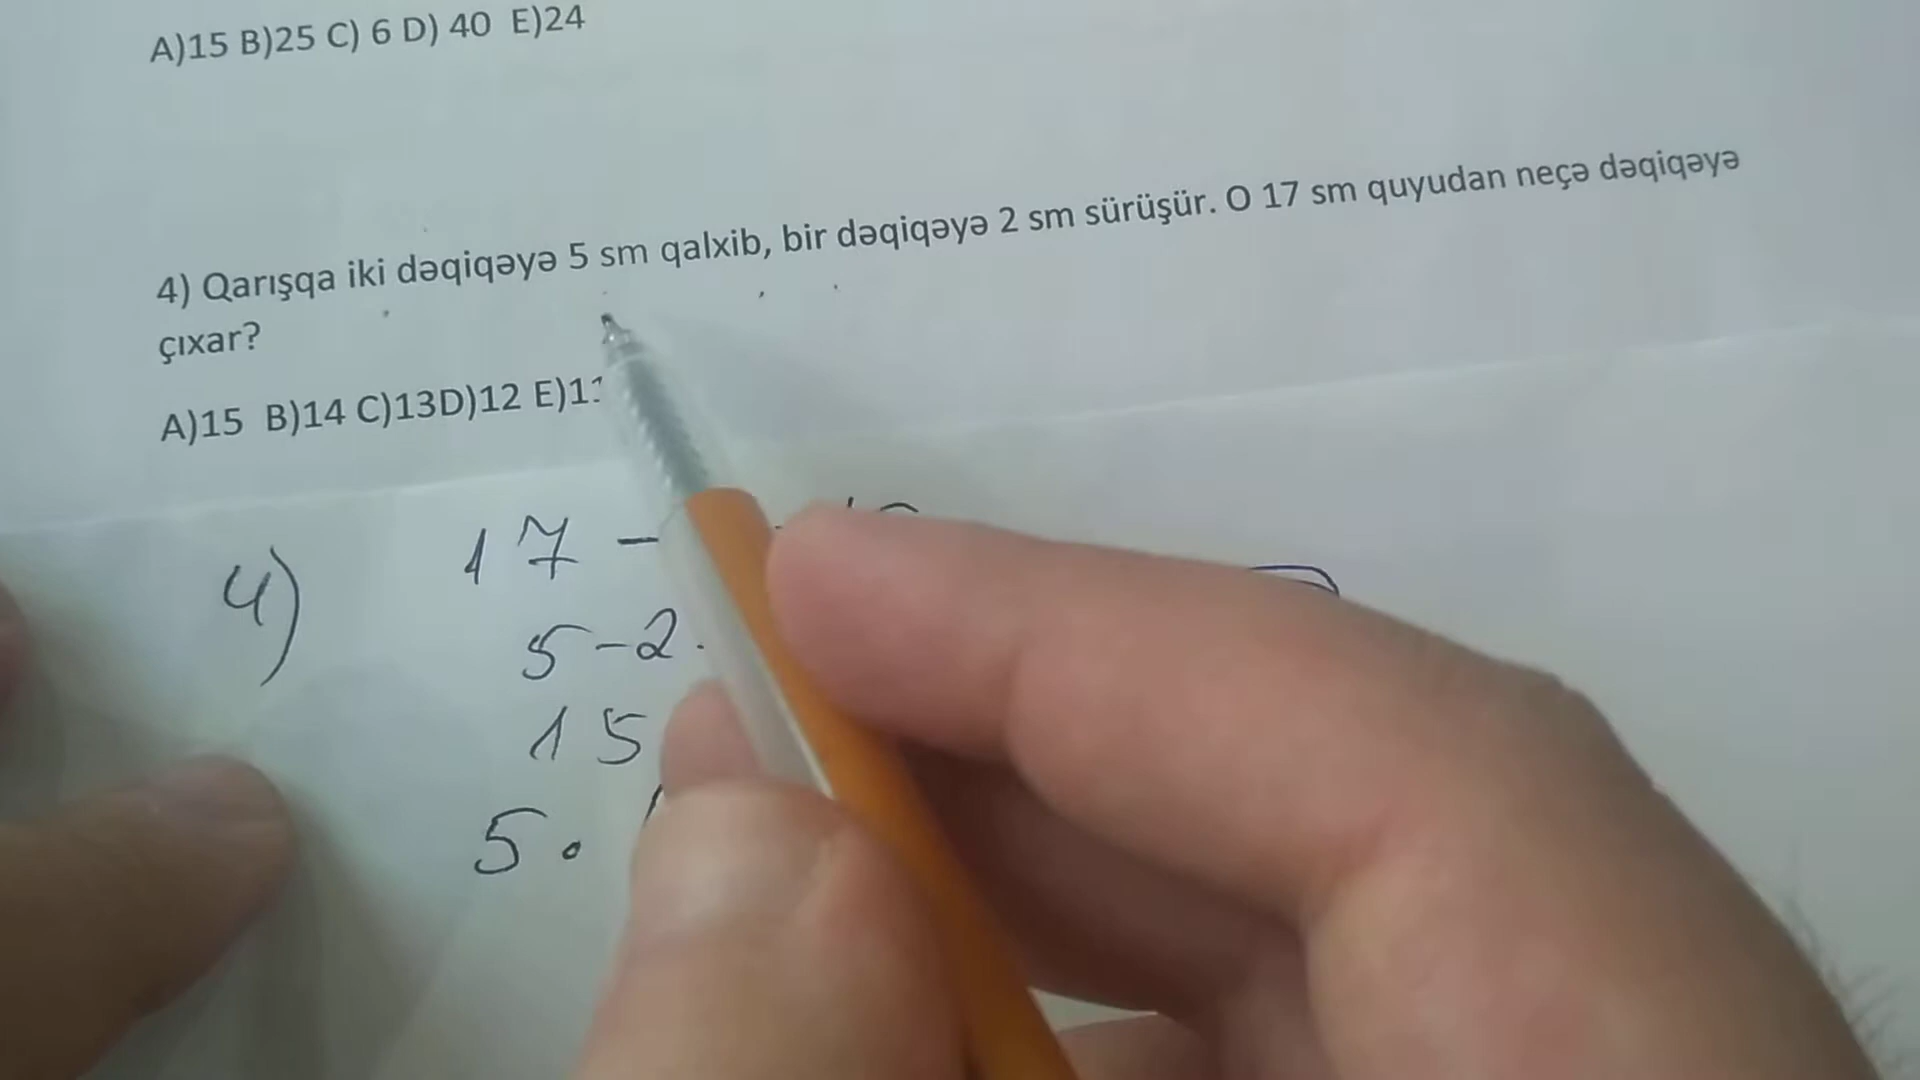 A)15 B)25 C) 6 D) 40 E)24
4) Qarışqa iki dəqiqəyə 5 sm qalxib, bir dəqiqəyə 2 sm sürüşür. O 17 sm quyudan neçə dəqiqəyə
çıxar?
A)15 B)14 C)13D)12 E)11
4) 17 -
5-2
15
5 ·